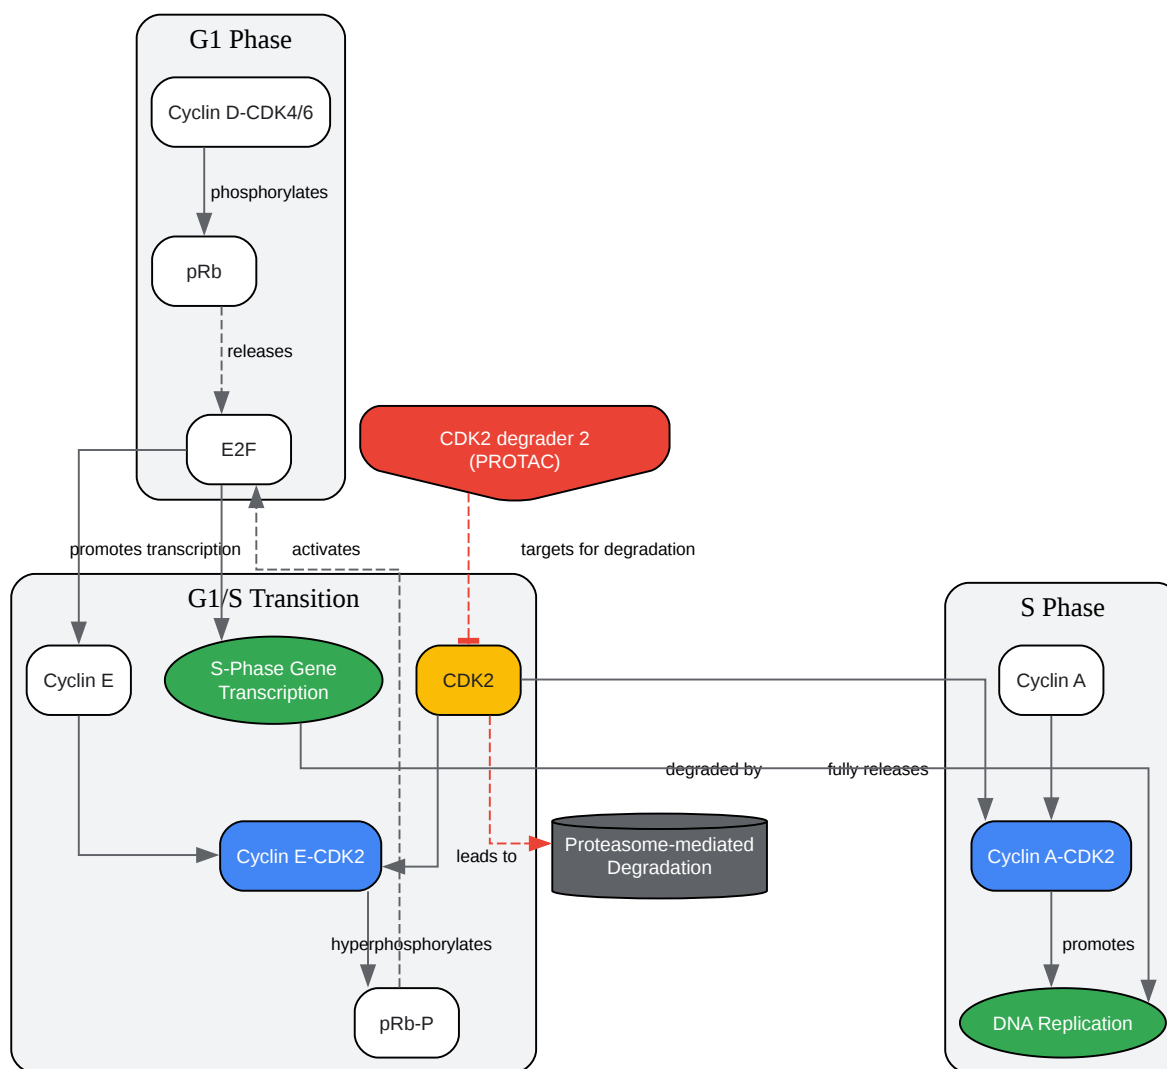 G1 Phase
Cyclin D-CDK4/6
phosphorylates
pRb
releases
E2F
CDK2 degrader 2
(PROTAC)
promotes transcription
activates
targets for degradation
G1/S Transition
S Phase
Cyclin E
S-Phase Gene
Transcription
CDK2
Cyclin A
degraded by
fully releases
Cyclin E-CDK2
leads to
Proteasome-mediated
Degradation
Cyclin A-CDK2
hyperphosphorylates
promotes
pRb-P
DNA Replication